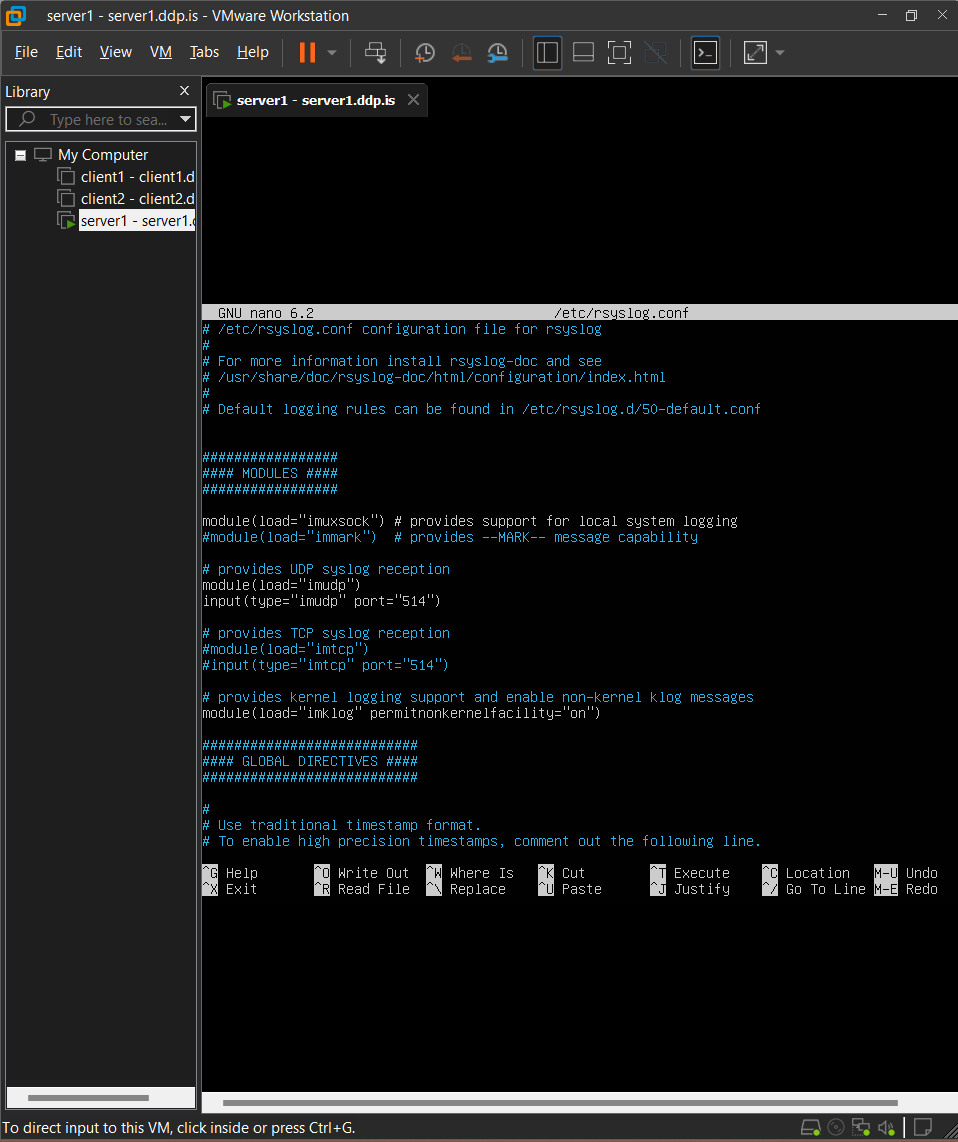 server1 - server1.ddp.is - VMware Workstation
File Edit View VM Tabs Help
Library
Type here to sea...
My Computer
client1 - client1.d
client2 - client2.d
server1 - server1.
server1 - server1.ddp.is
GNU nano 6.2 /etc/rsyslog.conf
# /etc/rsyslog.conf configuration file for rsyslog
#
# For more information install rsyslog-doc and see
# /usr/share/doc/rsyslog-doc/html/configuration/index.html
#
# Default logging rules can be found in /etc/rsyslog.d/50-default.conf
#################
#### MODULES ####
#################
module(load="imuxsock") # provides support for local system logging
#module(load="immark")  # provides --MARK-- message capability
# provides UDP syslog reception
module(load="imudp")
input(type="imudp" port="514")
# provides TCP syslog reception
#module(load="imtcp")
#input(type="imtcp" port="514")
# provides kernel logging support and enable non-kernel klog messages
module(load="imklog" permitnonkernelfacility="on")
###########################
#### GLOBAL DIRECTIVES ####
###########################
#
# Use traditional timestamp format.
# To enable high precision timestamps, comment out the following line.
^G Help ^O Write Out ^W Where Is ^K Cut ^T Execute ^C Location M-U Undo
^X Exit ^R Read File ^\ Replace ^U Paste ^J Justify ^/ Go To Line M-E Redo
To direct input to this VM, click inside or press Ctrl+G.